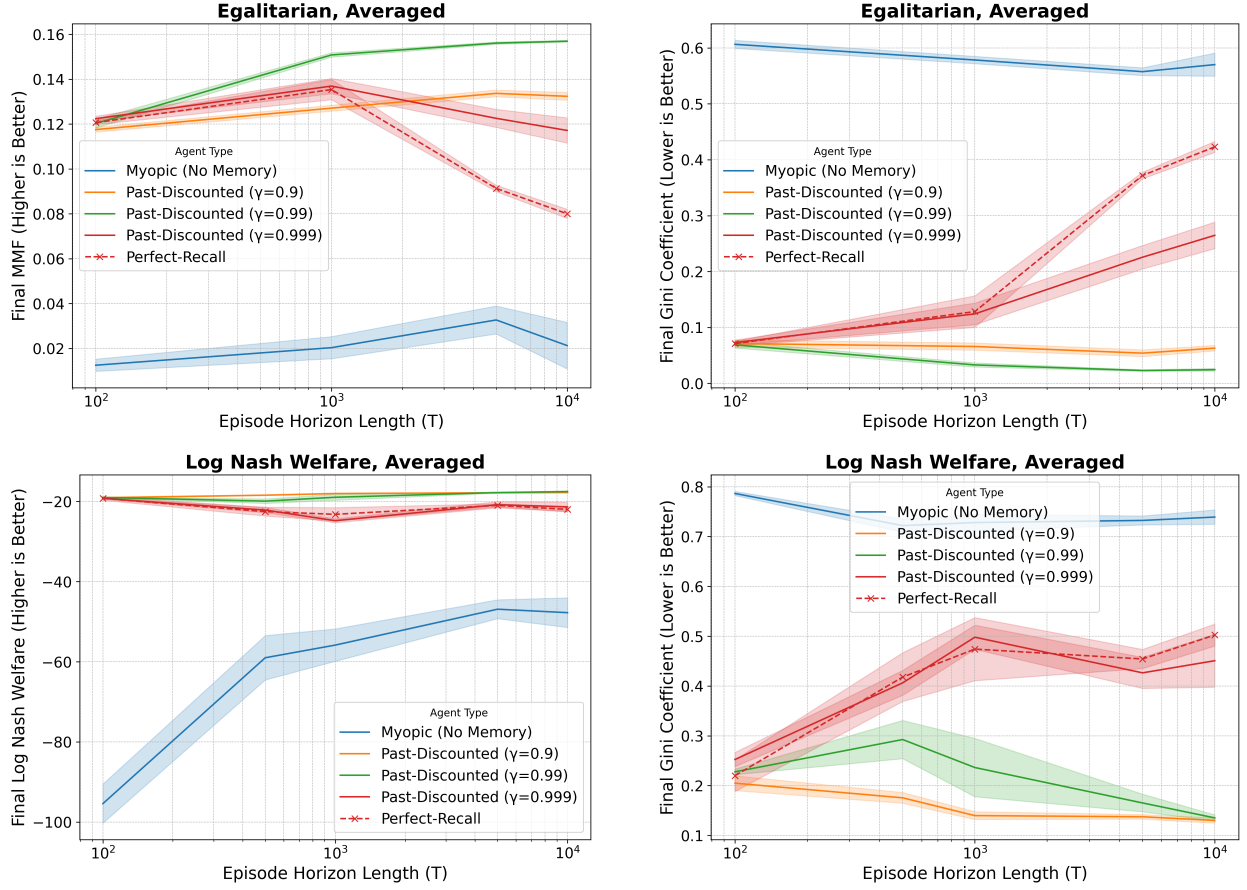 Egalitarian, Averaged
Final MMF (Higher is Better)
0.16
0.14
0.12
0.10
0.08
0.06
0.04
0.02
Agent Type
Myopic (No Memory)
Past-Discounted (γ=0.9)
Past-Discounted (γ=0.99)
Past-Discounted (γ=0.999)
Perfect-Recall
10²
10³
10⁴
Episode Horizon Length (T)
Egalitarian, Averaged
Final Gini Coefficient (Lower is Better)
0.6
0.5
0.4
0.3
0.2
0.1
0.0
Agent Type
Myopic (No Memory)
Past-Discounted (γ=0.9)
Past-Discounted (γ=0.99)
Past-Discounted (γ=0.999)
Perfect-Recall
10²
10³
10⁴
Episode Horizon Length (T)
Log Nash Welfare, Averaged
Final Log Nash Welfare (Higher is Better)
−20
−40
−60
−80
−100
Agent Type
Myopic (No Memory)
Past-Discounted (γ=0.9)
Past-Discounted (γ=0.99)
Past-Discounted (γ=0.999)
Perfect-Recall
10²
10³
10⁴
Episode Horizon Length (T)
Log Nash Welfare, Averaged
Final Gini Coefficient (Lower is Better)
0.8
0.7
0.6
0.5
0.4
0.3
0.2
0.1
Agent Type
Myopic (No Memory)
Past-Discounted (γ=0.9)
Past-Discounted (γ=0.99)
Past-Discounted (γ=0.999)
Perfect-Recall
10²
10³
10⁴
Episode Horizon Length (T)